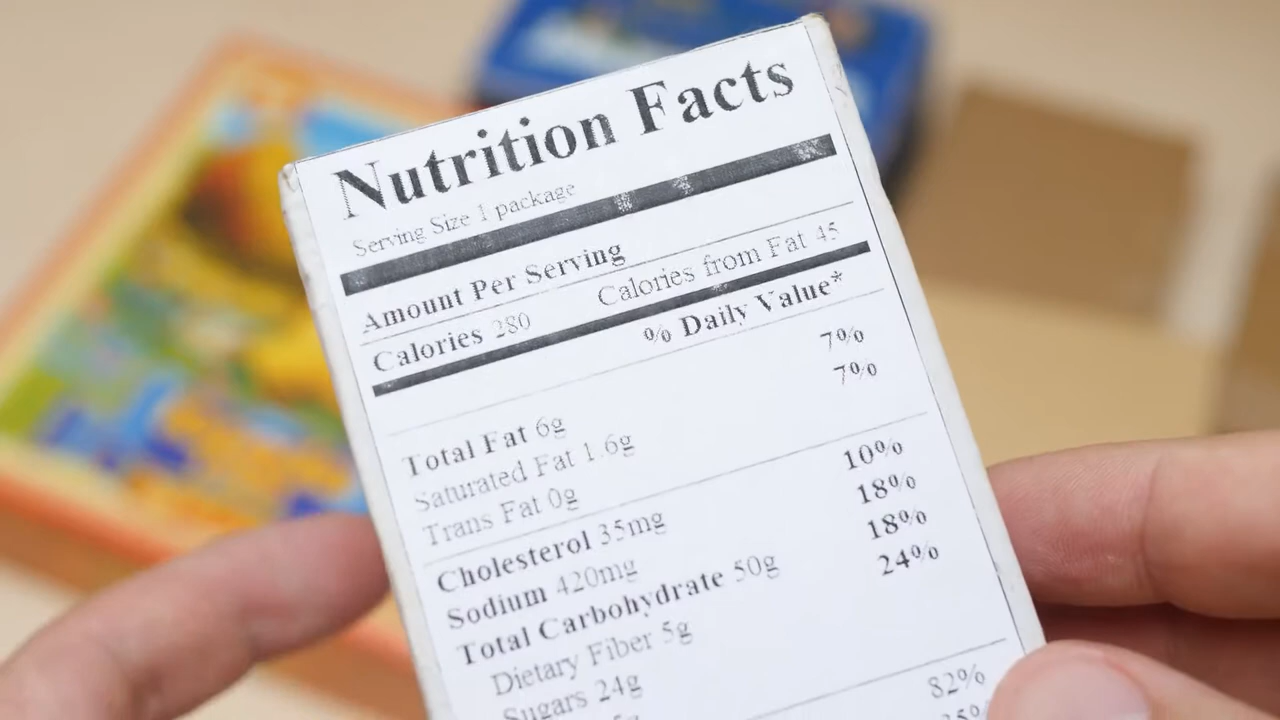 Nutrition Facts
Serving Size 1 package
Amount Per Serving
Calories 280 Calories from Fat 45
% Daily Value*
Total Fat 6g 7%
Saturated Fat 1.6g 7%
Trans Fat 0g
Cholesterol 35mg 10%
Sodium 420mg 18%
Total Carbohydrate 50g 18%
Dietary Fiber 5g 24%
Sugars 24g
82%